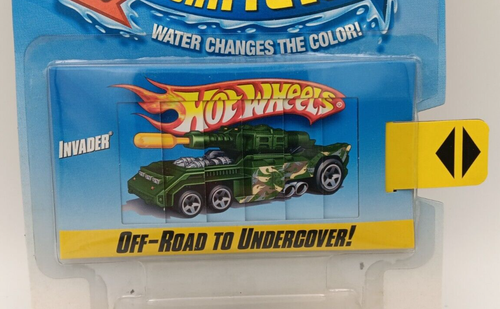 WATER CHANGES THE COLOR!
HOT WHEELS®
INVADER®
OFF-ROAD TO UNDERCOVER!